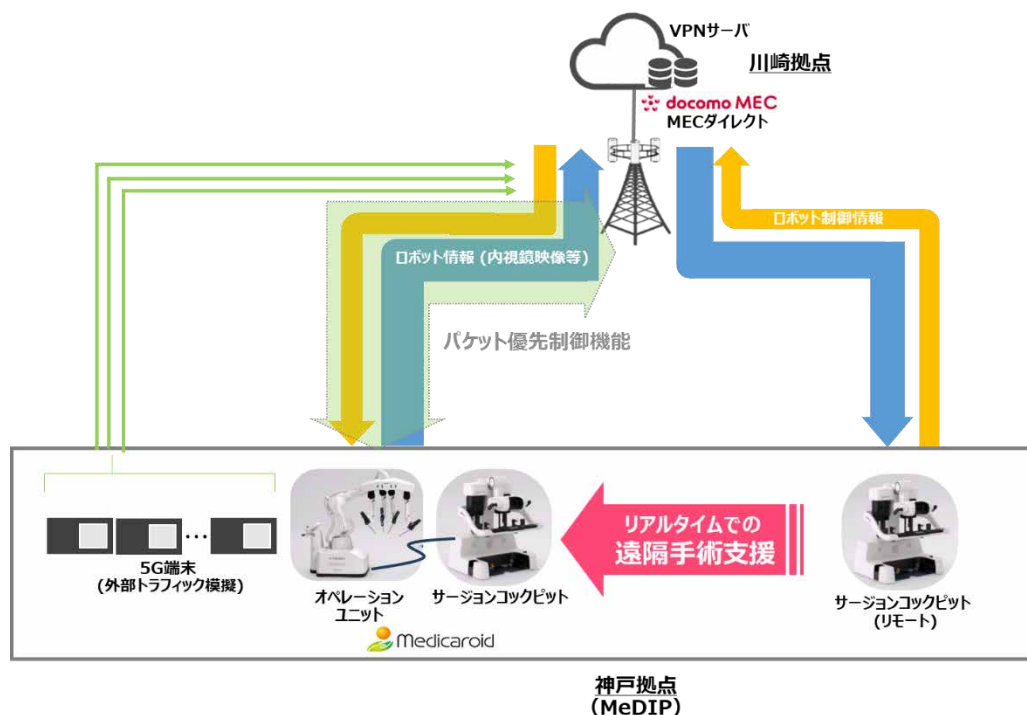 VPNサーバ
川崎拠点
docomo MEC
MECダイレクト
ロボット制御情報
ロボット情報 (内視鏡映像等)
パケット優先制御機能
リアルタイムでの
遠隔手術支援
5G端末
(外部トラフィック模擬)
オペレーション
ユニット
サージョンコックピット
サージョンコックピット
(リモート)
Medicaroid
神戸拠点
(MeDIP)